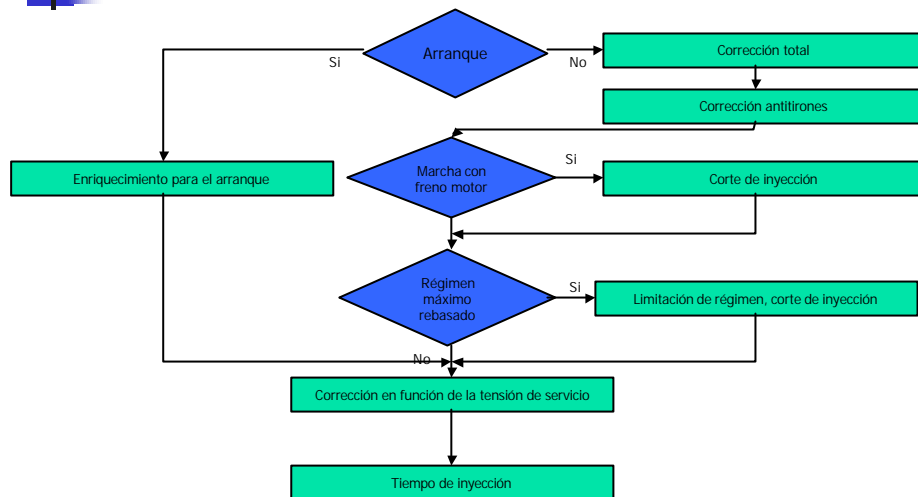 Arranque
Si
No
Corrección total
Corrección antitirones
Enriquecimiento para el arranque
Marcha con
freno motor
Si
Corte de inyección
Régimen
máximo
rebasado
Si
Limitación de régimen, corte de inyección
No
Corrección en función de la tensión de servicio
Tiempo de inyección